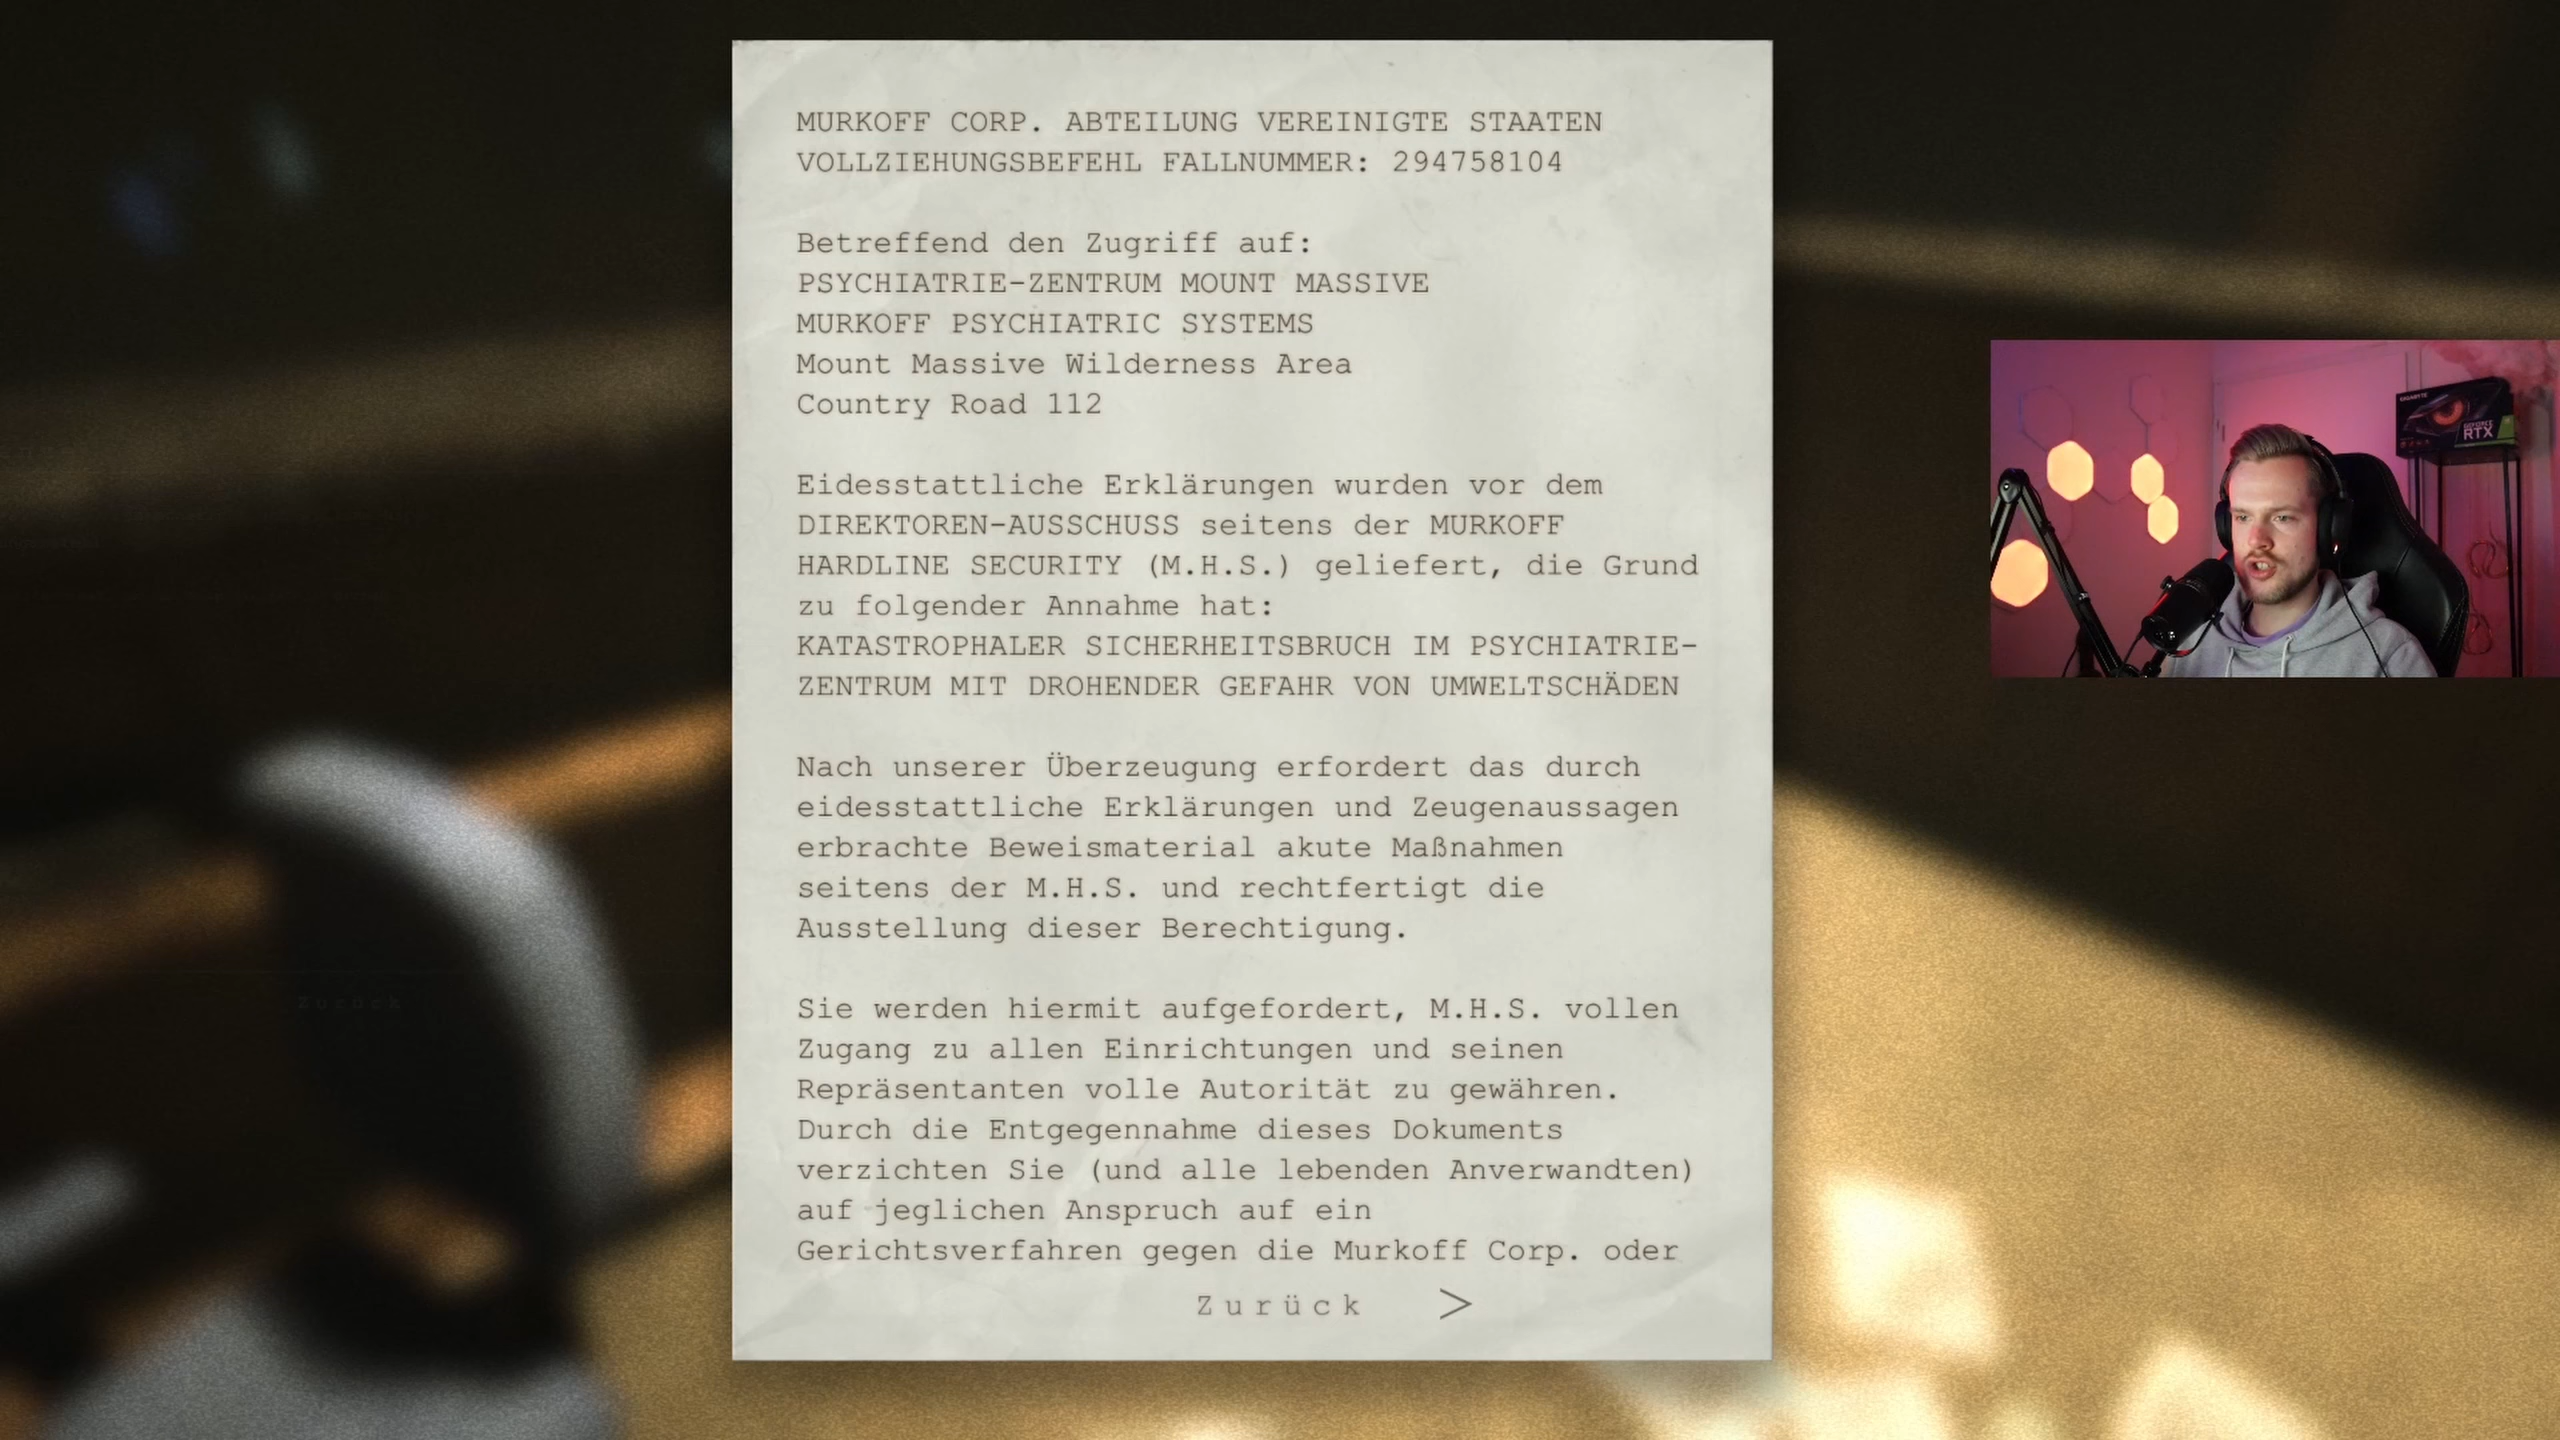 MURKOFF CORP. ABTEILUNG VEREINIGTE STAATEN
VOLLZIEHUNGSBEFEHL FALLNUMMER: 294758104
Betreffend den Zugriff auf:
PSYCHIATRIE-ZENTRUM MOUNT MASSIVE
MURKOFF PSYCHIATRIC SYSTEMS
Mount Massive Wilderness Area
Country Road 112
Eidesstattliche Erklärungen wurden vor dem
DIREKTOREN-AUSSCHUSS seitens der MURKOFF
HARDLINE SECURITY (M.H.S.) geliefert, die Grund
zu folgender Annahme hat:
KATASTROPHALER SICHERHEITSBRUCH IM PSYCHIATRIE-
ZENTRUM MIT DROHENDER GEFAHR VON UMWELTSCHÄDEN
Nach unserer Überzeugung erfordert das durch
eidesstattliche Erklärungen und Zeugenaussagen
erbrachte Beweismaterial akute Maßnahmen
seitens der M.H.S. und rechtfertigt die
Ausstellung dieser Berechtigung.
Sie werden hiermit aufgefordert, M.H.S. vollen
Zugang zu allen Einrichtungen und seinen
Repräsentanten volle Autorität zu gewähren.
Durch die Entgegennahme dieses Dokuments
verzichten Sie (und alle lebenden Anverwandten)
auf jeglichen Anspruch auf ein
Gerichtsverfahren gegen die Murkoff Corp. oder
Zurück >
Zurück
GIGABYTE
GEFORCE
RTX